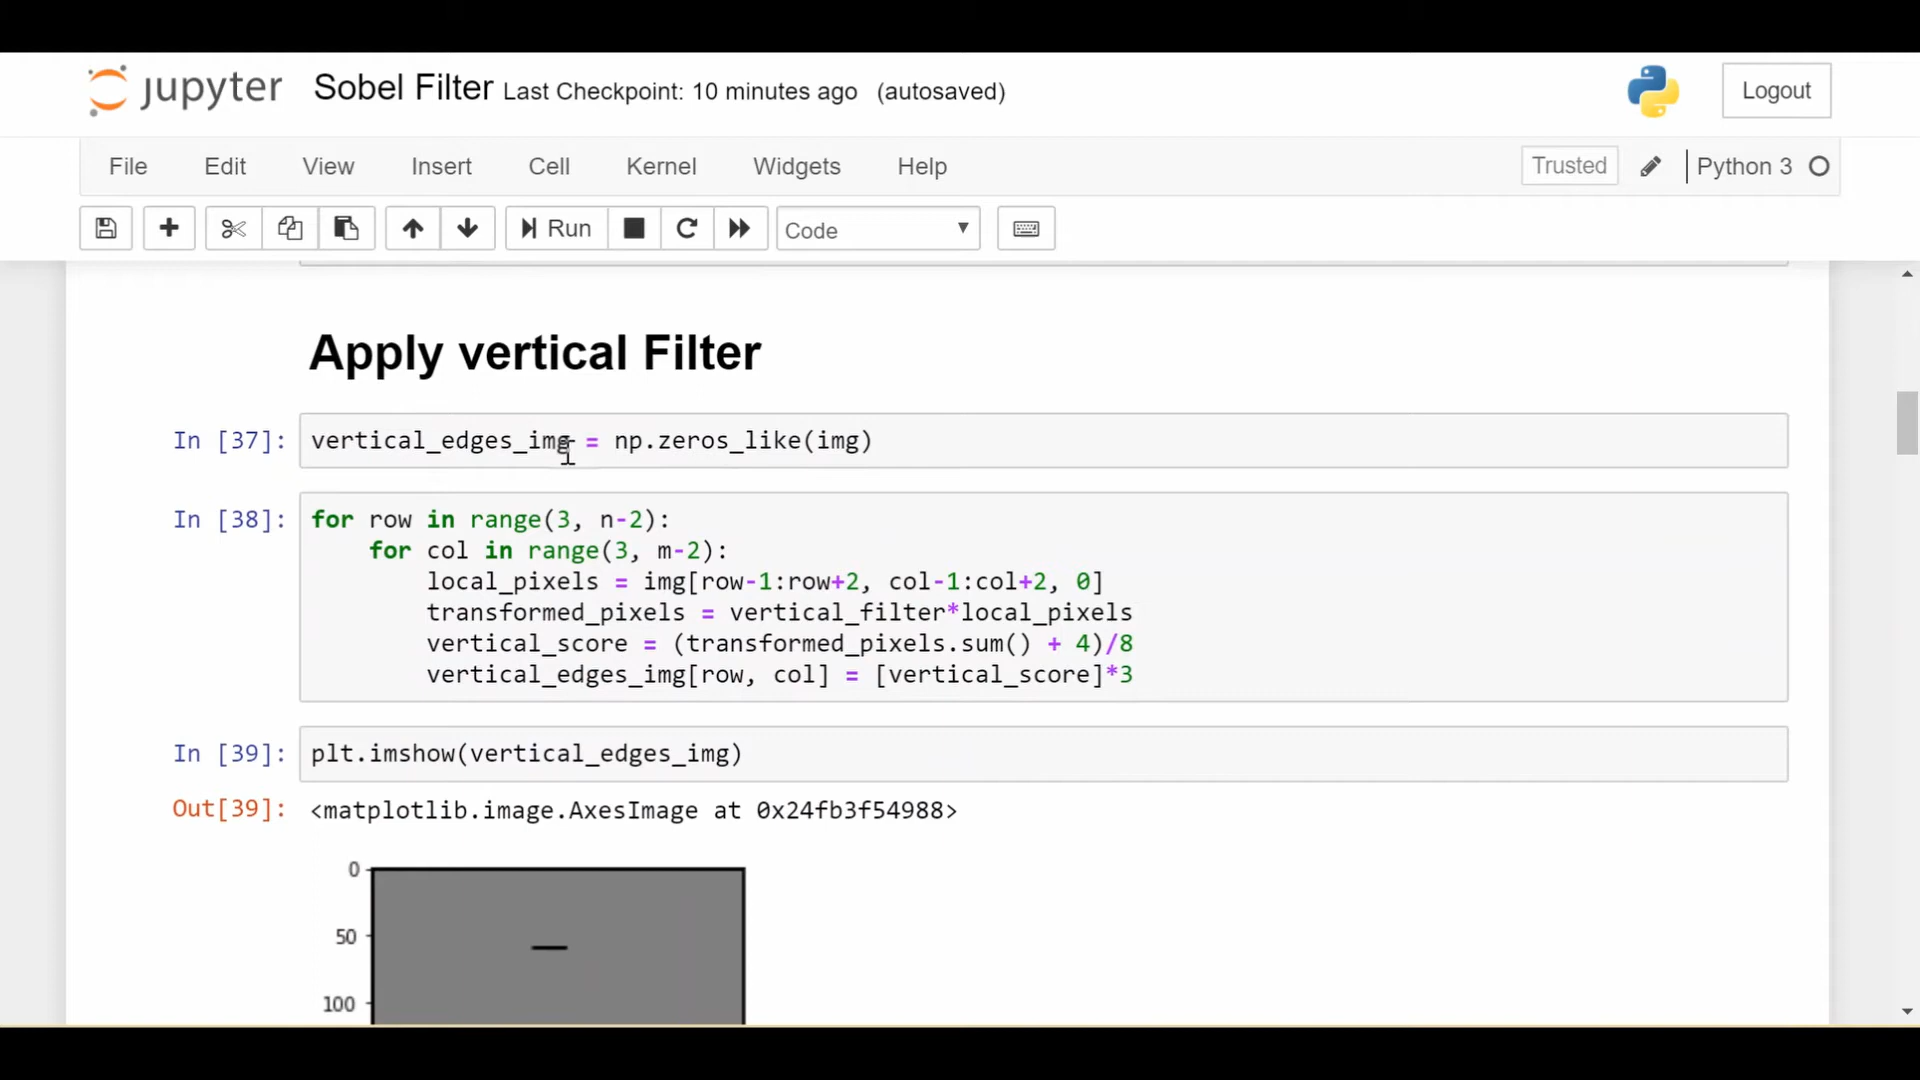 jupyter Sobel Filter Last Checkpoint: 10 minutes ago (autosaved) Logout
File Edit View Insert Cell Kernel Widgets Help Trusted Python 3
Run Code
Apply vertical Filter
In [37]: vertical_edges_img = np.zeros_like(img)
In [38]: for row in range(3, n-2):
for col in range(3, m-2):
local_pixels = img[row-1:row+2, col-1:col+2, 0]
transformed_pixels = vertical_filter*local_pixels
vertical_score = (transformed_pixels.sum() + 4)/8
vertical_edges_img[row, col] = [vertical_score]*3
In [39]: plt.imshow(vertical_edges_img)
Out[39]: <matplotlib.image.AxesImage at 0x24fb3f54988>
0
50
100